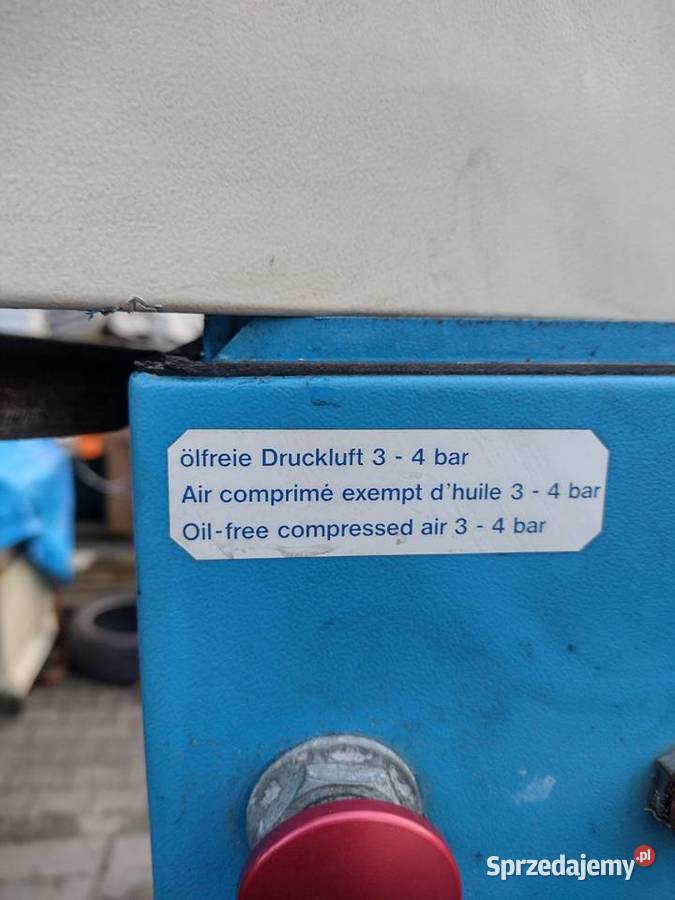 ölfreie Druckluft 3 - 4 bar
Air comprimé exempt d'huile 3 - 4 bar
Oil-free compressed air 3 - 4 bar
Sprzedajemy.pl